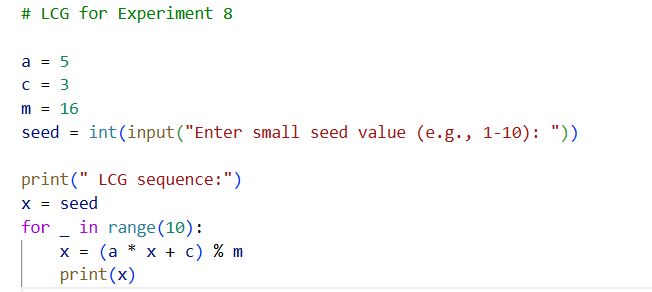 # LCG for Experiment 8

a = 5
c = 3
m = 16
seed = int(input("Enter small seed value (e.g., 1-10): "))

print(" LCG sequence:")
x = seed
for _ in range(10):
    x = (a * x + c) % m
    print(x)